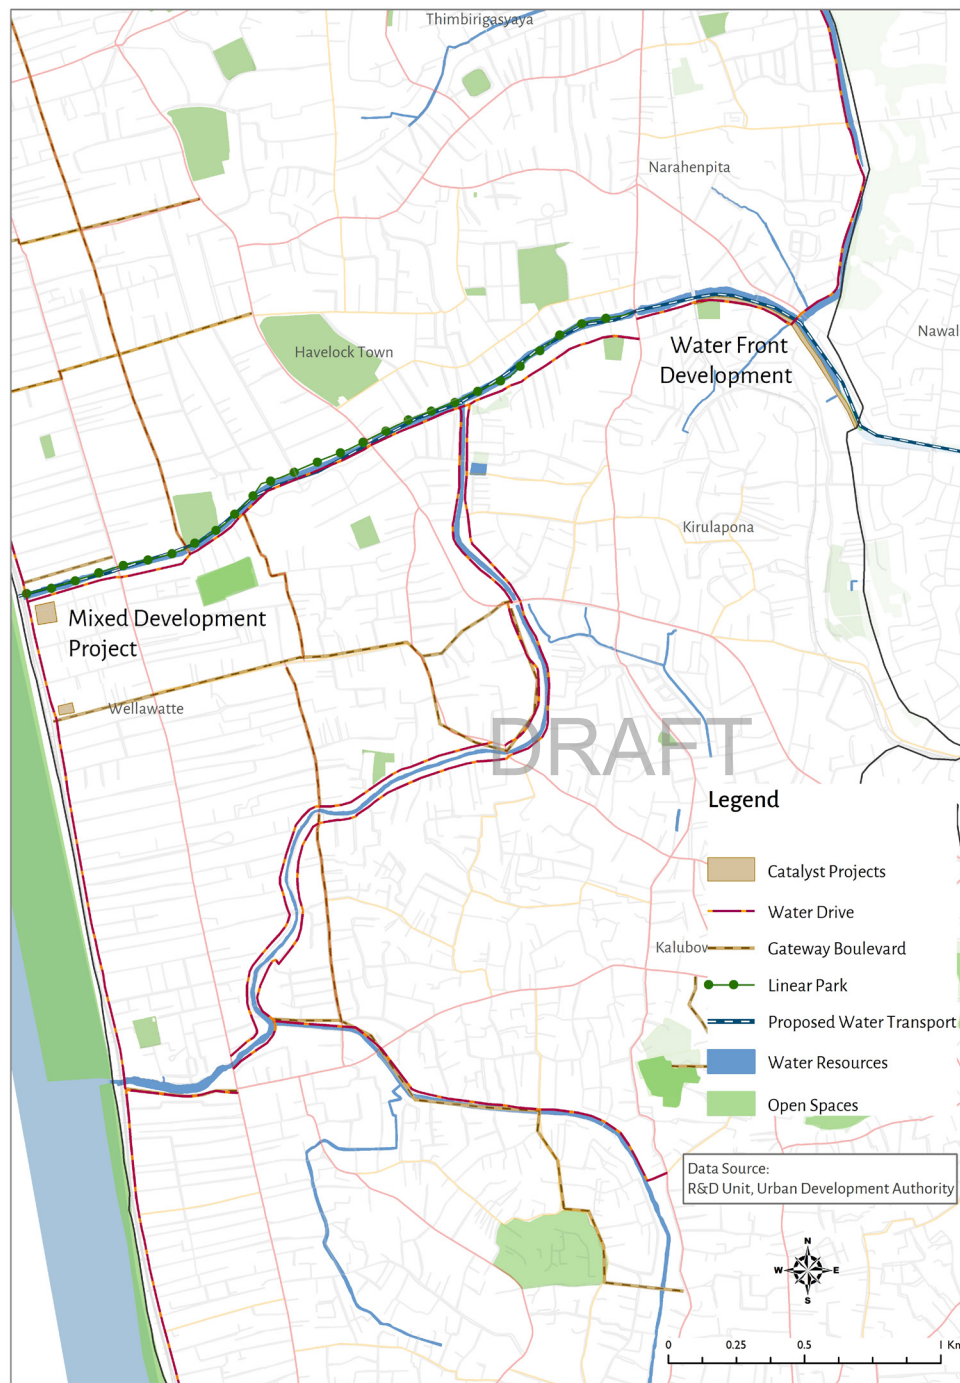 Thimbirigasyaya
Narahenpita
Nawal
Water Front
Development
Havelock Town
Kirulapona
Mixed Development
Project
Wellawatte
DRAFT
Legend
Catalyst Projects
Water Drive
Kalubov
Gateway Boulevard
Linear Park
Proposed Water Transport
Water Resources
Open Spaces
Data Source:
R&D Unit, Urban Development Authority
N
W E
S
0 0.25 0.5 1 Km